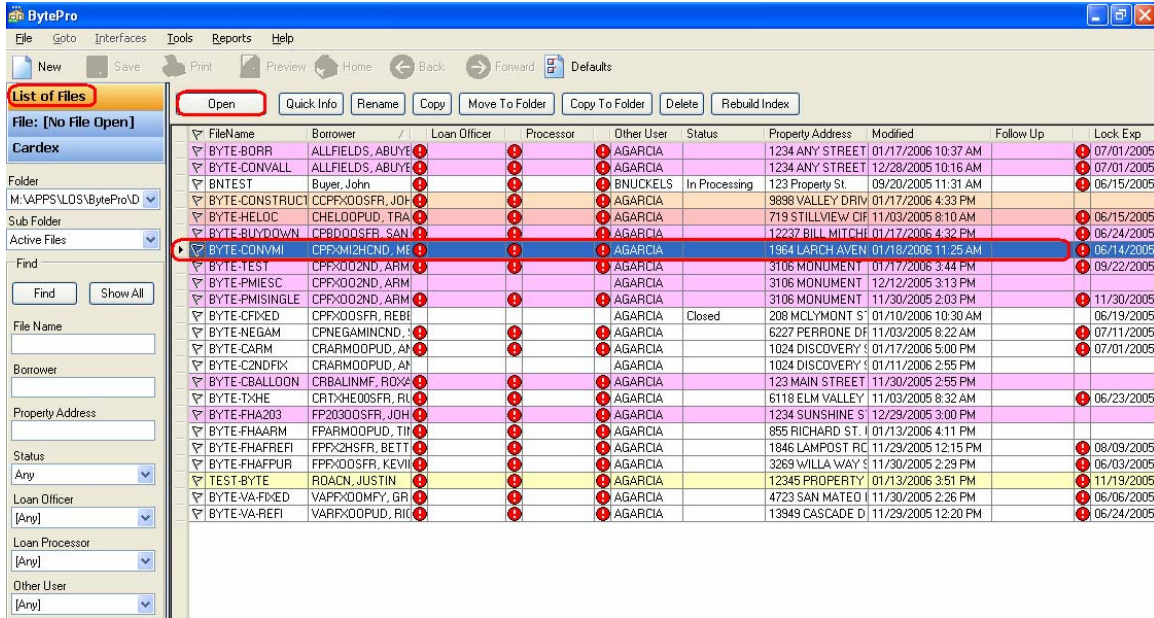 BytePro
File Goto Interfaces Tools Reports Help
New Save Print Preview Home Back Forward Defaults
List of Files
File: [No File Open]
Cardex
Folder
M:\APPS\LOS\BytePro\D
Sub Folder
Active Files
Find
Find Show All
File Name
Borrower
Property Address
Status
Any
Loan Officer
[Any]
Loan Processor
[Any]
Other User
[Any]
Open Quick Info Rename Copy Move To Folder Copy To Folder Delete Rebuild Index
FileName Borrower Loan Officer Processor Other User Status Property Address Modified Follow Up Lock Exp
BYTE-BORR ALLFIELDS, ABUYE AGARCIA 1234 ANY STREET 01/17/2006 10:37 AM 07/01/2005
BYTE-CONVALL ALLFIELDS, ABUYE AGARCIA 1234 ANY STREET 12/28/2005 10:16 AM 07/01/2005
BNTEST Buyer, John BNUCKELS In Processing 123 Property St. 09/20/2005 11:31 AM 06/15/2005
BYTE-CONSTRUCT CCPFX00SFR, JOH AGARCIA 9898 VALLEY DRIV 01/17/2006 4:33 PM
BYTE-HELOC CHELOOPUD, TRA AGARCIA 719 STILLVIEW CIF 11/03/2005 8:10 AM 06/15/2005
BYTE-BUYDOWN CPBD00SFR, SAN AGARCIA 12237 BILL MITCHE 01/17/2006 4:32 PM 06/24/2005
BYTE-CONVMI CPFXMI2HCND, ME AGARCIA 1964 LARCH AVEN 01/18/2006 11:25 AM 06/14/2005
BYTE-TEST CPFX002ND, ARM AGARCIA 3106 MONUMENT 01/17/2006 3:44 PM 09/22/2005
BYTE-PMIESC CPFX002ND, ARM AGARCIA 3106 MONUMENT 12/12/2005 3:13 PM
BYTE-PMISINGLE CPFX002ND, ARM AGARCIA 3106 MONUMENT 11/30/2005 2:03 PM 11/30/2005
BYTE-CFIXED CPFX00SFR, REBE AGARCIA Closed 208 MCLYMONT ST 01/10/2006 10:30 AM 06/19/2005
BYTE-NEGAM CPNEGAMINCND, AGARCIA 6227 PERRONE DF 11/03/2005 8:22 AM 07/11/2005
BYTE-CARM CRARM00PUD, AN AGARCIA 1024 DISCOVERY 01/17/2006 5:00 PM 07/01/2005
BYTE-C2NDFIX CRARM00PUD, AN AGARCIA 1024 DISCOVERY 01/11/2006 2:55 PM
BYTE-CBALLOON CRBALINMF, ROXA AGARCIA 123 MAIN STREET 11/30/2005 2:55 PM
BYTE-TXHE CRTXHE00SFR, RU AGARCIA 6118 ELM VALLEY 11/03/2005 8:32 AM 06/23/2005
BYTE-FHA203 FP20300SFR, JOH AGARCIA 1234 SUNSHINE S 12/29/2005 3:00 PM
BYTE-FHAARM FPARM00PUD, TIM AGARCIA 855 RICHARD ST. 01/13/2006 4:11 PM
BYTE-FHAFREFI FPFX2HSFR, BETT AGARCIA 1846 LAMPOST RC 11/29/2005 12:15 PM 08/09/2005
BYTE-FHAFPUR FPFX00SFR, KEVII AGARCIA 3269 WILLA WAY 11/30/2005 2:29 PM 06/03/2005
TEST-BYTE ROACN, JUSTIN AGARCIA 12345 PROPERTY 01/13/2006 3:51 PM 11/19/2005
BYTE-VA-FIXED VAPFX00MFY, GR AGARCIA 4723 SAN MATEO 11/30/2005 2:26 PM 06/06/2005
BYTE-VA-REFI VARFX00PUD, RIC AGARCIA 13949 CASCADE D 11/29/2005 12:20 PM 06/24/2005